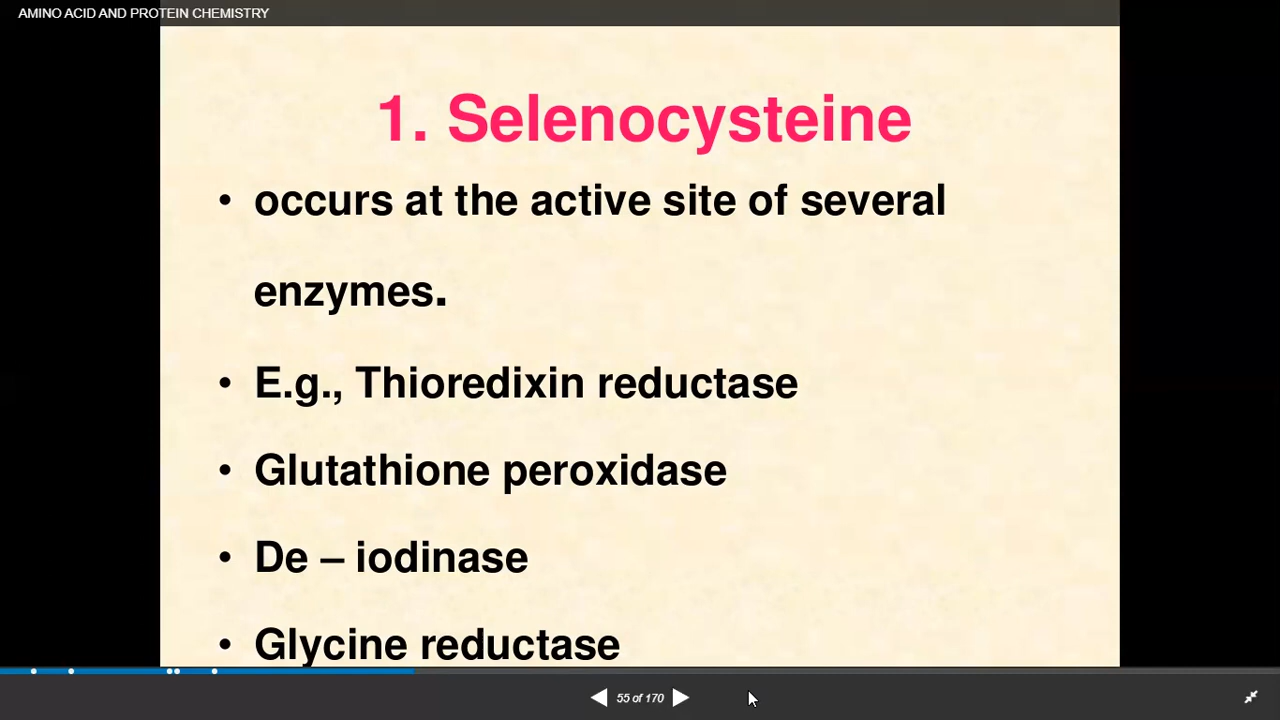 AMINO ACID AND PROTEIN CHEMISTRY
1. Selenocysteine
• occurs at the active site of several
enzymes.
• E.g., Thioredixin reductase
• Glutathione peroxidase
• De – iodinase
• Glycine reductase
55 of 170